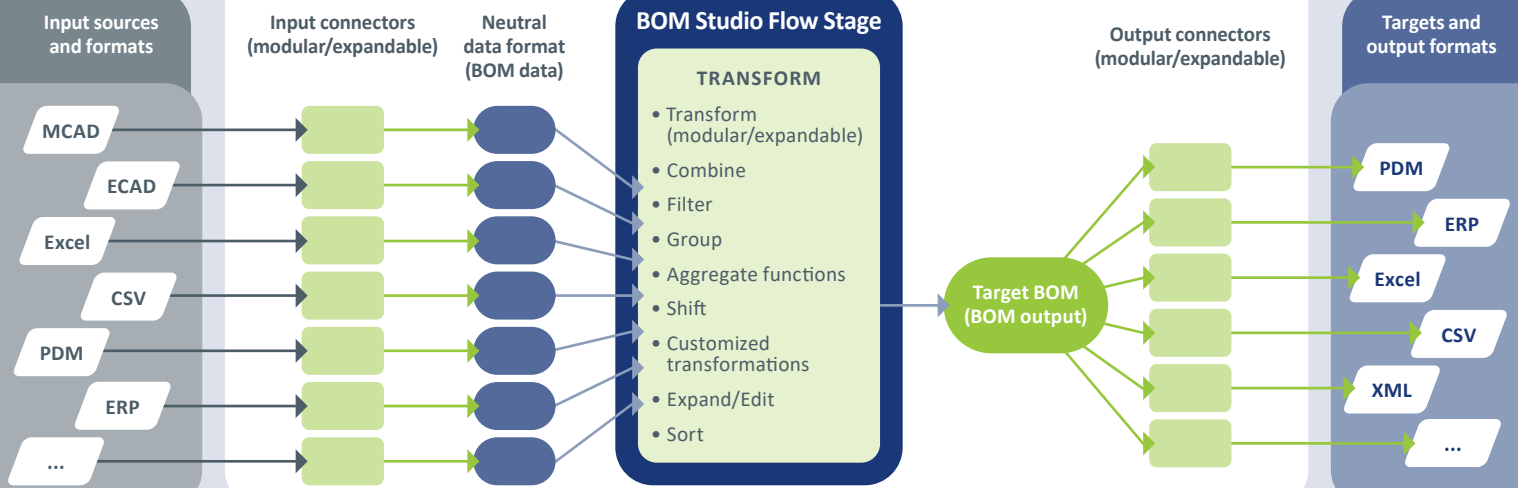 Input sources
and formats
MCAD
ECAD
Excel
CSV
PDM
ERP
...
Input connectors
(modular/expandable)
Neutral
data format
(BOM data)
BOM Studio Flow Stage
TRANSFORM
• Transform
(modular/expandable)
• Combine
• Filter
• Group
• Aggregate functions
• Shift
• Customized
transformations
• Expand/Edit
• Sort
Target BOM
(BOM output)
Output connectors
(modular/expandable)
Targets and
output formats
PDM
ERP
Excel
CSV
XML
...